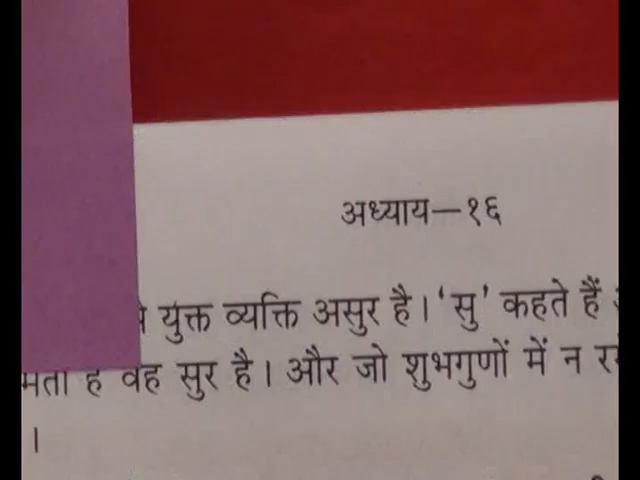 अध्याय—१६
युक्त व्यक्ति असुर है। 'सु' कहते हैं
वह सुर है। और जो शुभगुणों में न
।